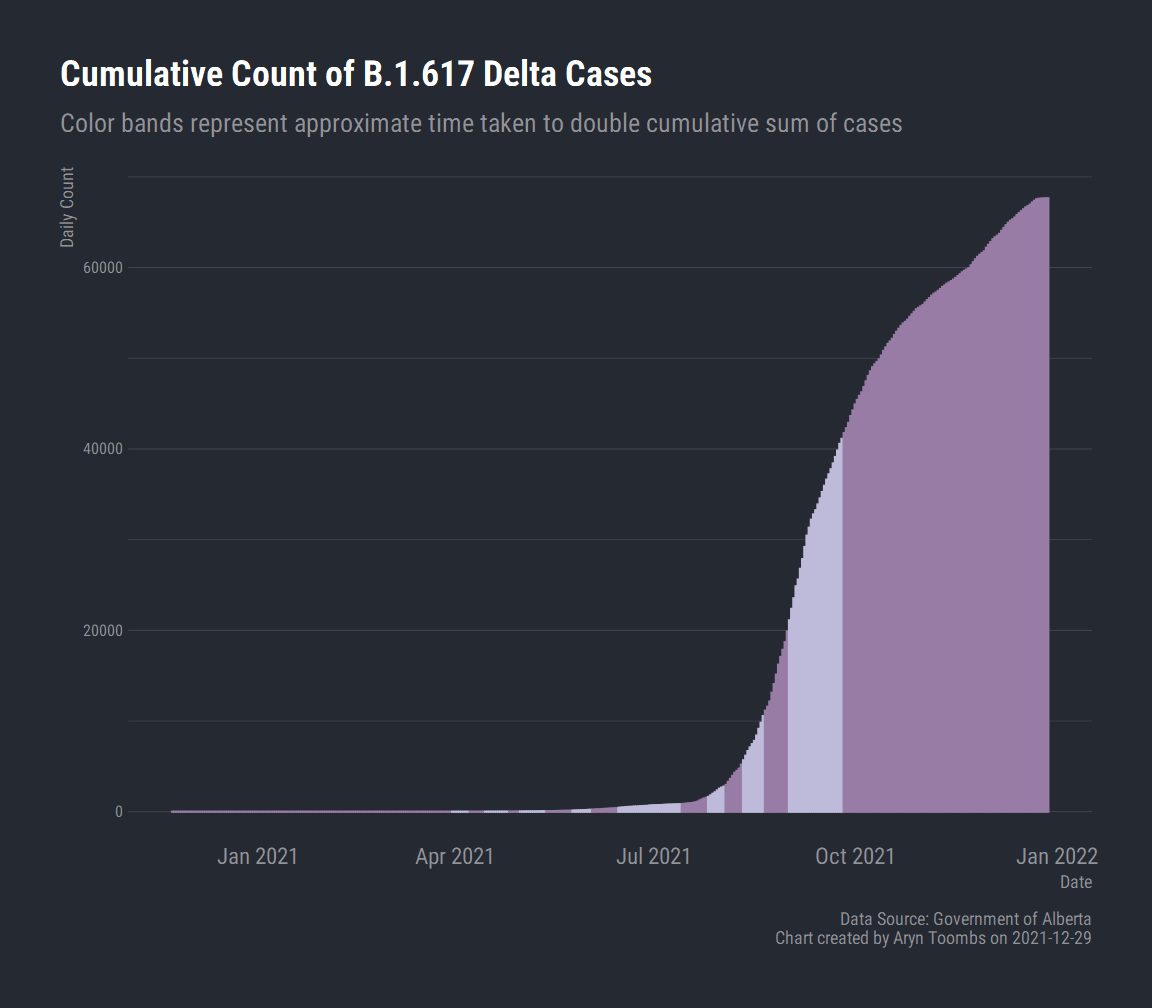 Cumulative Count of B.1.617 Delta Cases
Color bands represent approximate time taken to double cumulative sum of cases
Daily Count
60000
40000
20000
0
Jan 2021
Apr 2021
Jul 2021
Oct 2021
Jan 2022
Date
Data Source: Government of Alberta
Chart created by Aryn Toombs on 2021-12-29